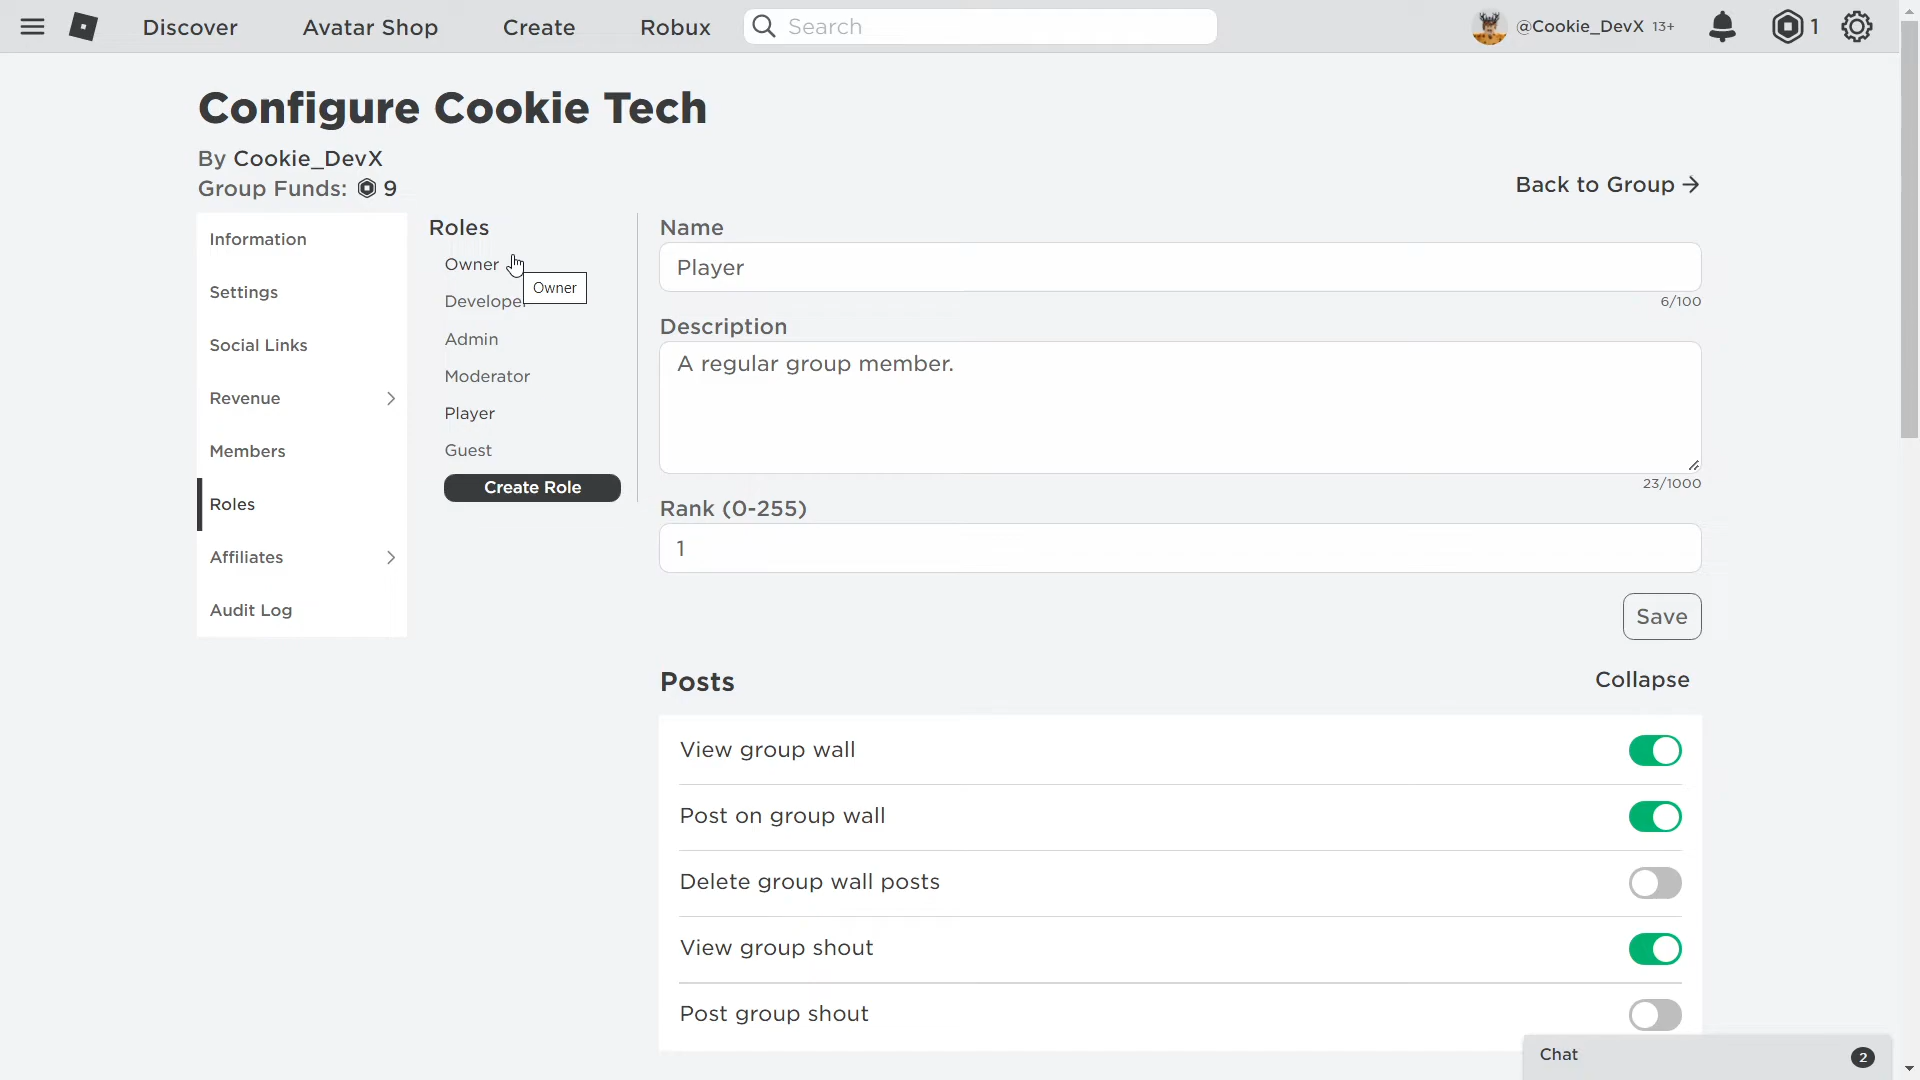 Discover
Avatar Shop
Create
Robux
Search
@Cookie_DevX 13+
1
Configure Cookie Tech
By Cookie_DevX
Group Funds: 9
Back to Group →
Information
Settings
Social Links
Revenue
Members
Roles
Affiliates
Audit Log
Roles
Owner
Owner
Developer
Admin
Moderator
Player
Guest
Create Role
Name
Player
6/100
Description
A regular group member.
23/1000
Rank (0-255)
1
Save
Posts
Collapse
View group wall
Post on group wall
Delete group wall posts
View group shout
Post group shout
Chat
2